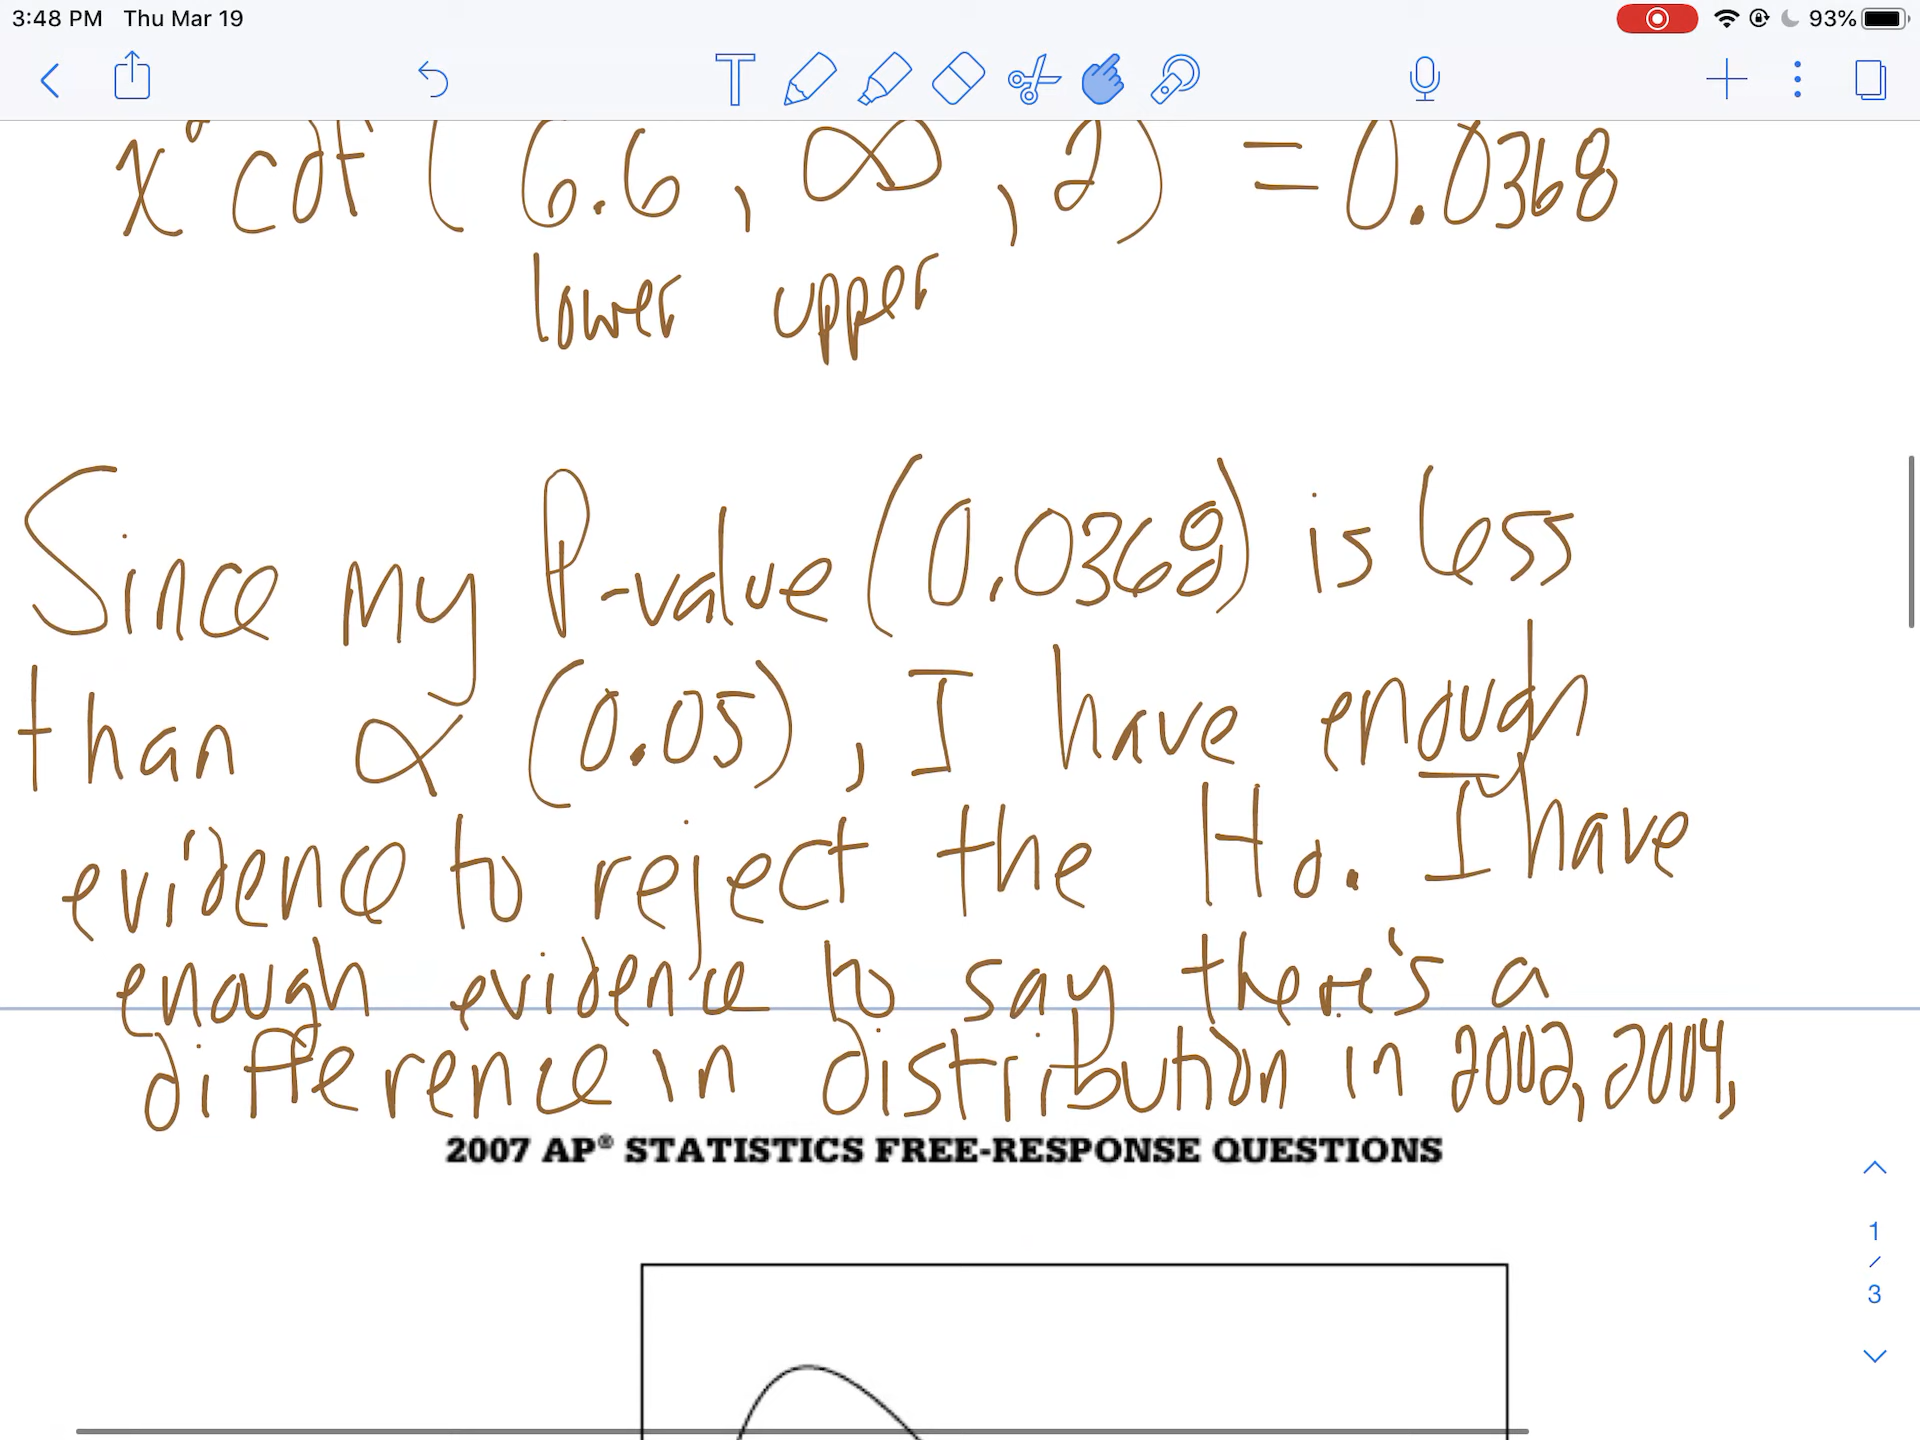 3:48 PM Thu Mar 19 93%
χ² cdf ( 6.6 , ∞ , 2 ) = 0.0368
lower upper
Since my P-value (0.0368) is less
than α (0.05) , I have enough
evidence to reject the Ho. I have
enough evidence to say there's a
difference in distribution in 2002, 2004,
2007 AP® STATISTICS FREE-RESPONSE QUESTIONS
1
/
3